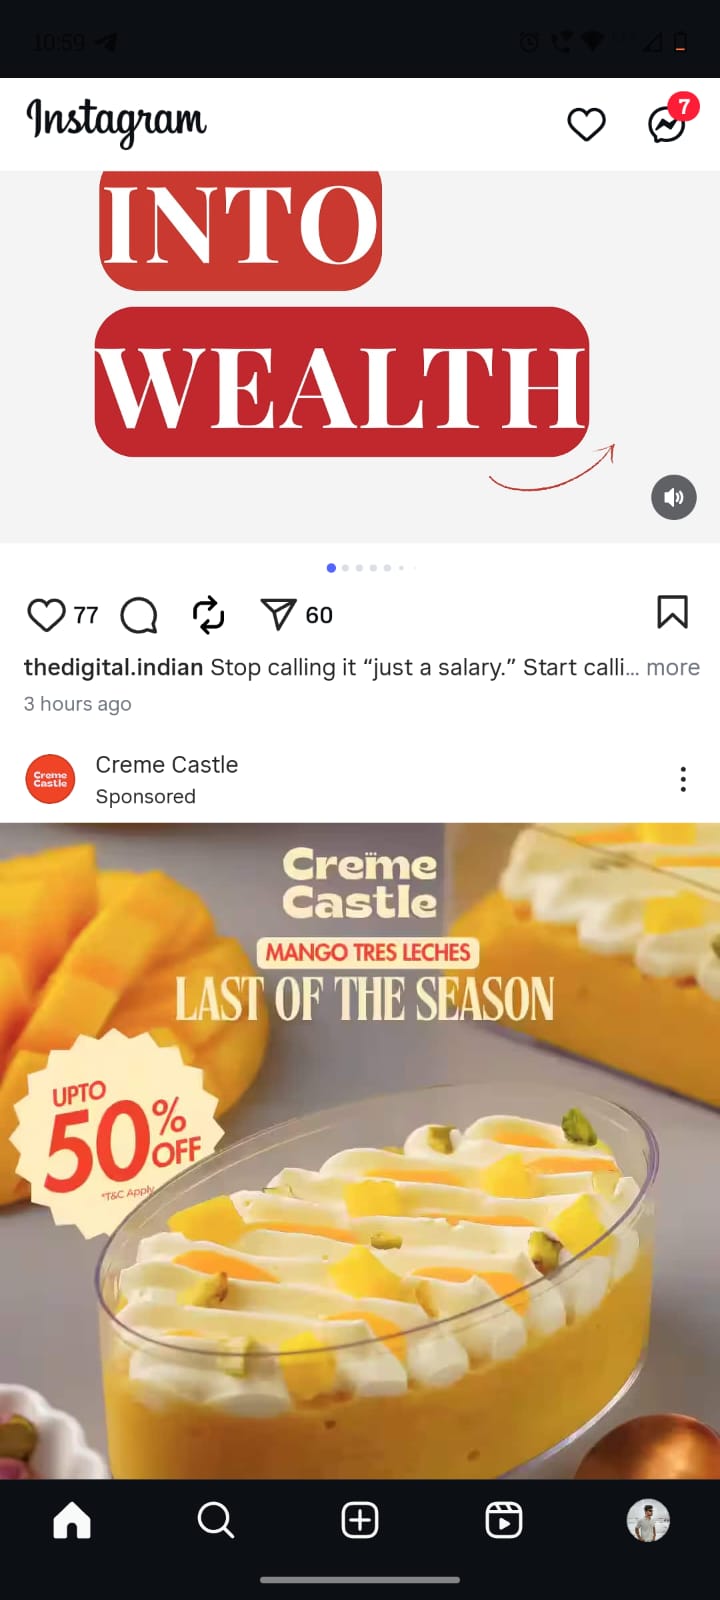 10:59
Instagram
7
INTO
WEALTH
77
60
thedigital.indian Stop calling it “just a salary.” Start calli... more
3 hours ago
Creme Castle
Creme Castle
Sponsored
Creme
Castle
MANGO TRES LECHES
LAST OF THE SEASON
UPTO
50% OFF
*T&C Apply